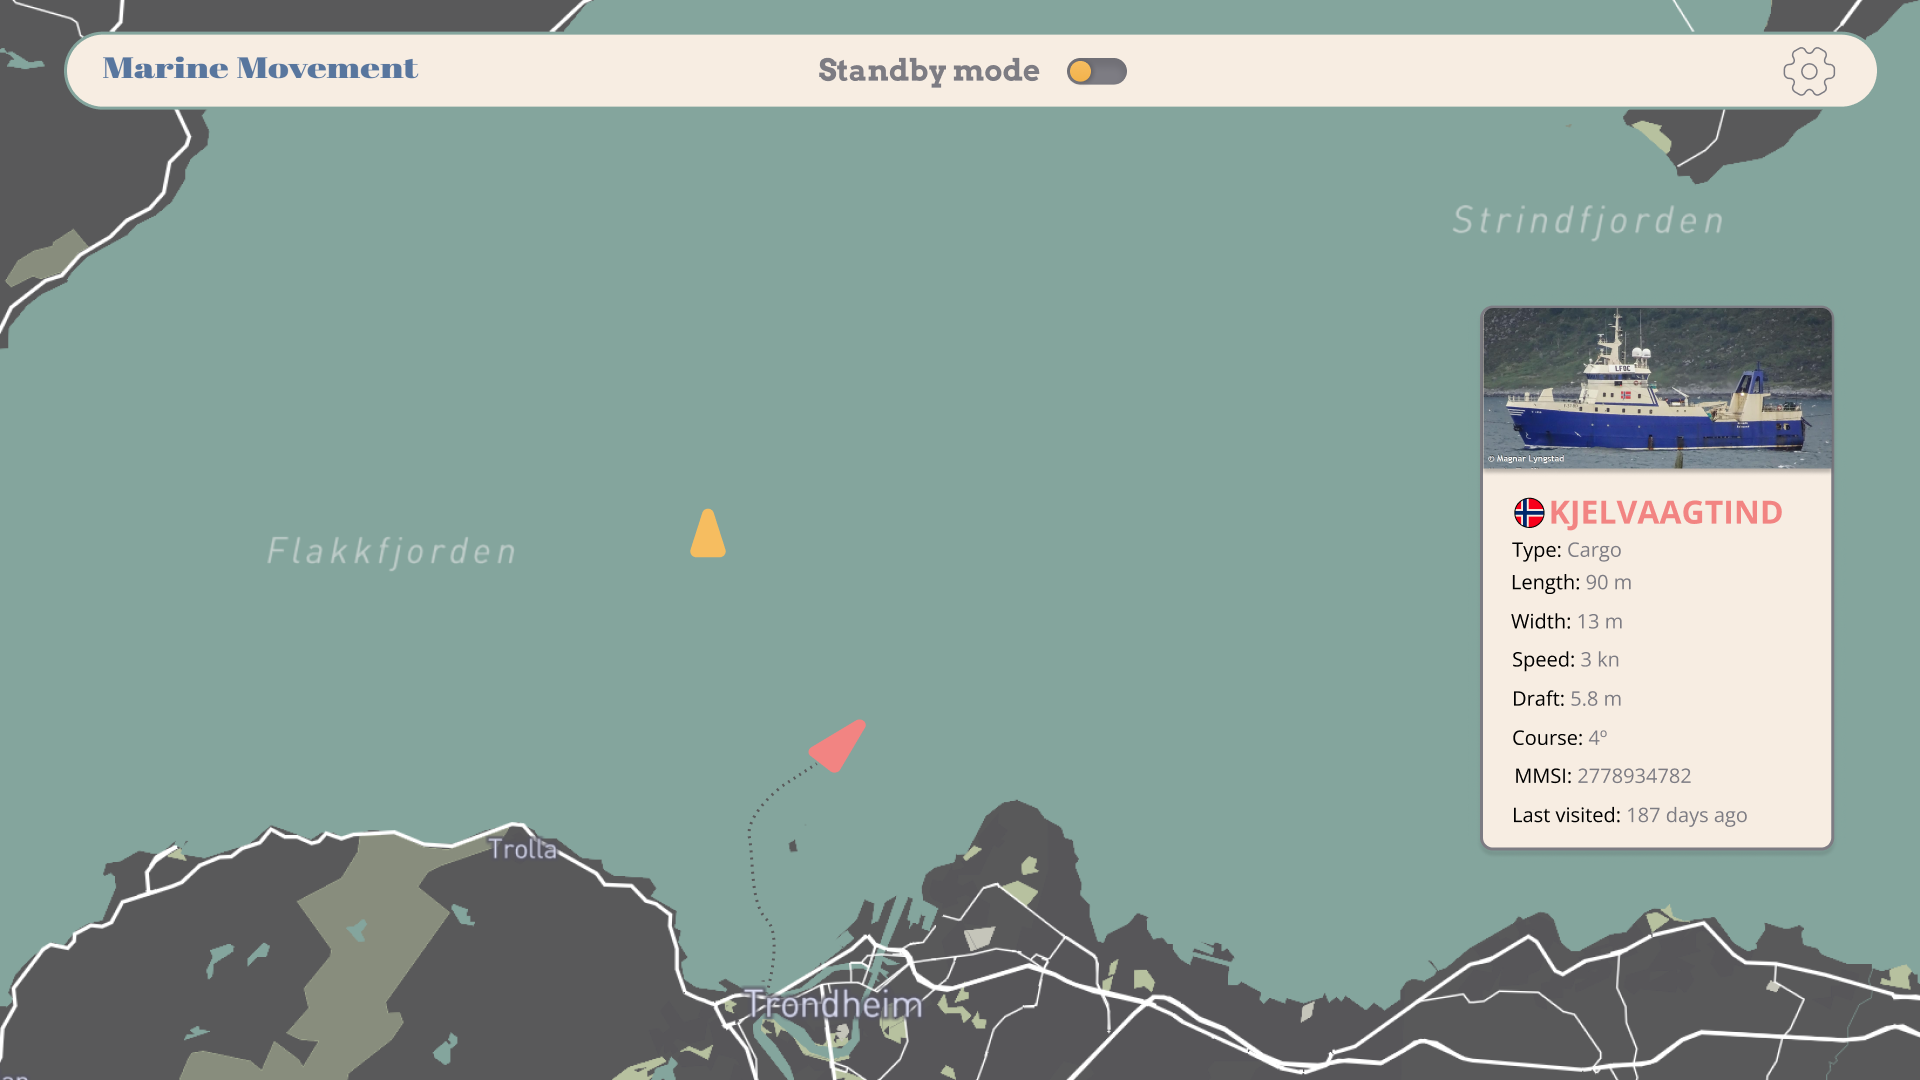 Marine Movement
Standby mode
Strindfjorden
LFOC
© Magnar Lyngstad
KJELVAAGTIND
Type: Cargo
Length: 90 m
Width: 13 m
Speed: 3 kn
Draft: 5.8 m
Course: 4º
MMSI: 2778934782
Last visited: 187 days ago
Flakkfjorden
Trolla
Trondheim